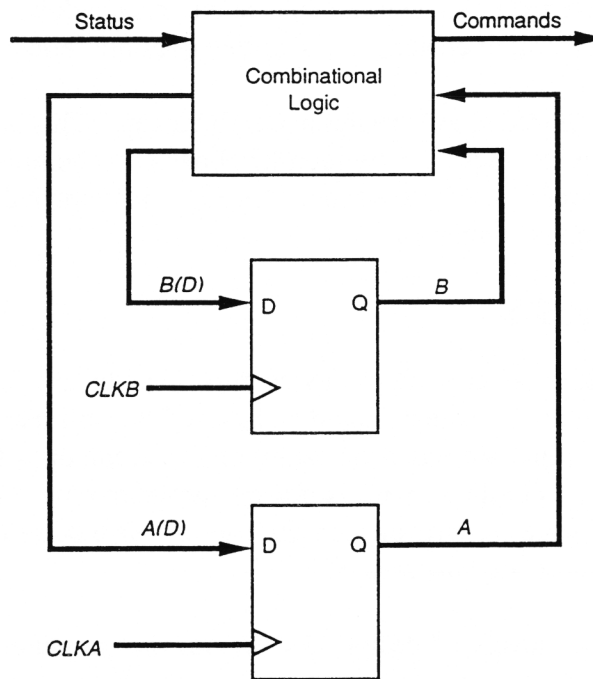 Status
Commands
Combinational
Logic
B(D)
D
Q
B
CLKB
A(D)
D
Q
A
CLKA